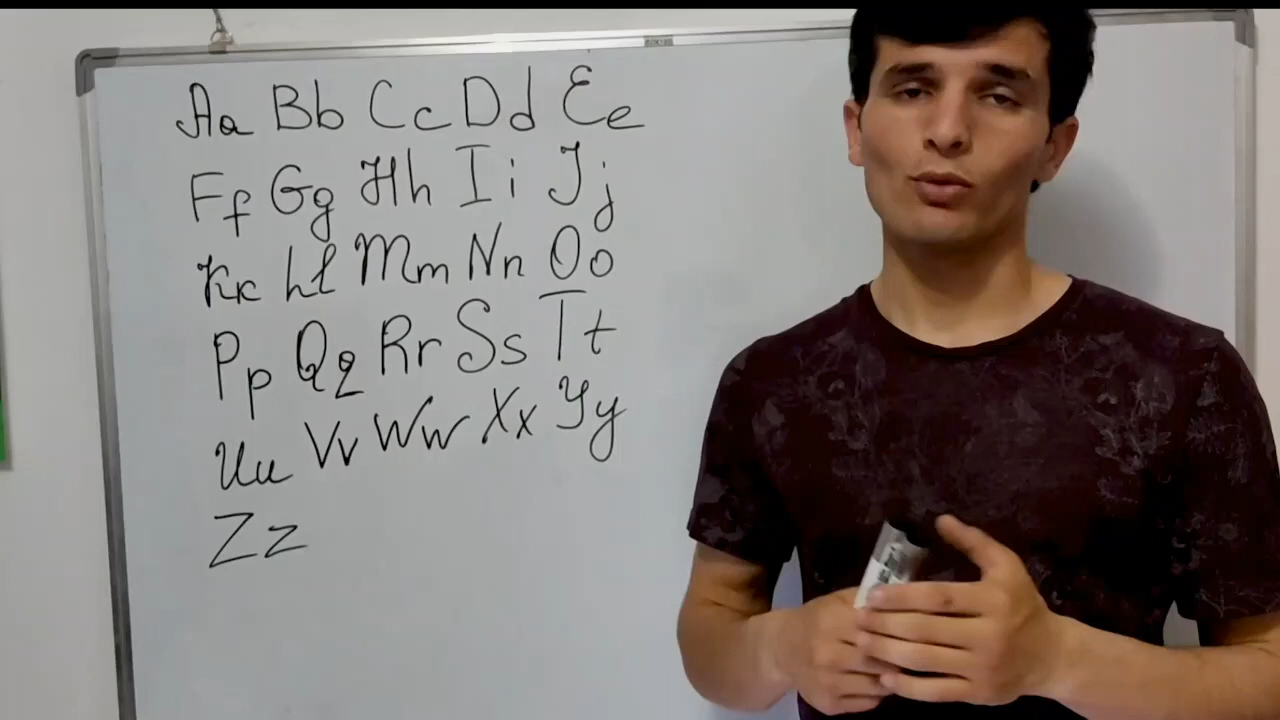 Aa Bb Cc Dd Ee
Ff Gg Hh Ii Jj
Kk Ll Mm Nn Oo
Pp Qq Rr Ss Tt
Uu Vv Ww Xx Yy
Zz